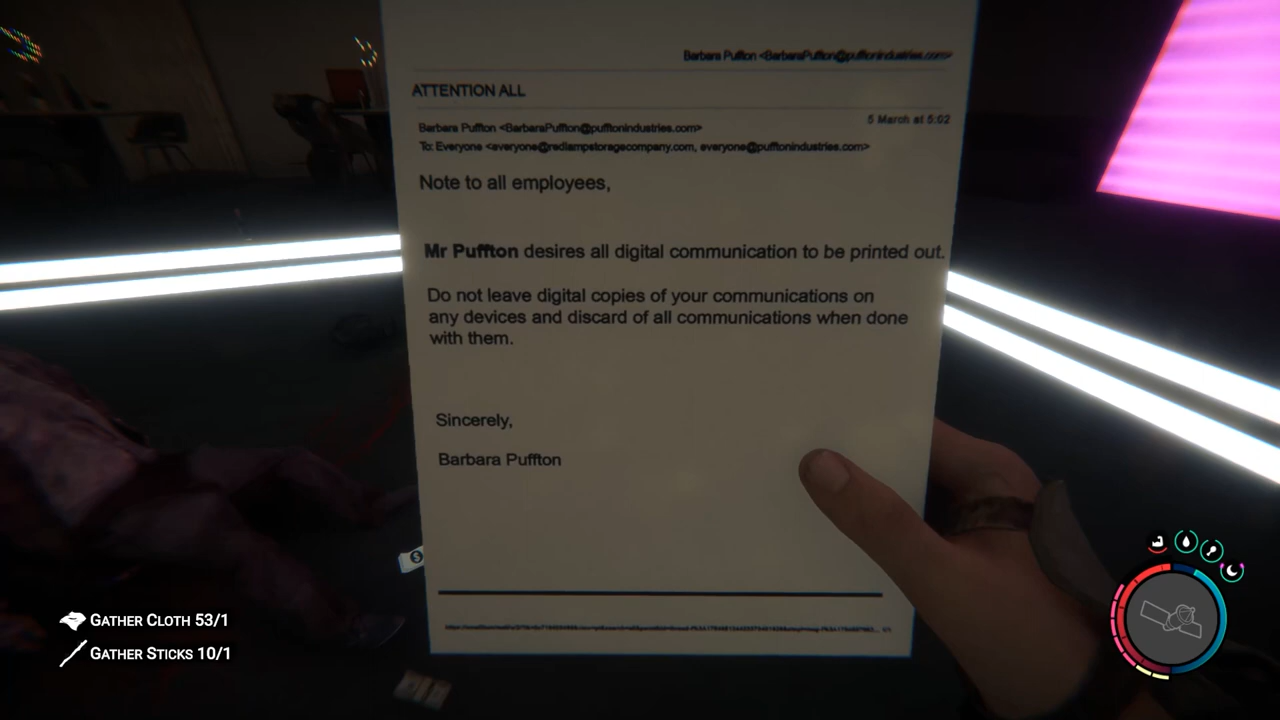 Barbara Puffton <BarbaraPuffton@pufftonindustries.com>
ATTENTION ALL
5 March at 5:02
Barbara Puffton <BarbaraPuffton@pufftonindustries.com>
To: Everyone <everyone@redlampstoragecompany.com, everyone@pufftonindustries.com>
Note to all employees,
Mr Puffton desires all digital communication to be printed out.
Do not leave digital copies of your communications on
any devices and discard of all communications when done
with them.
Sincerely,
Barbara Puffton
1/1
GATHER CLOTH 53/1
GATHER STICKS 10/1